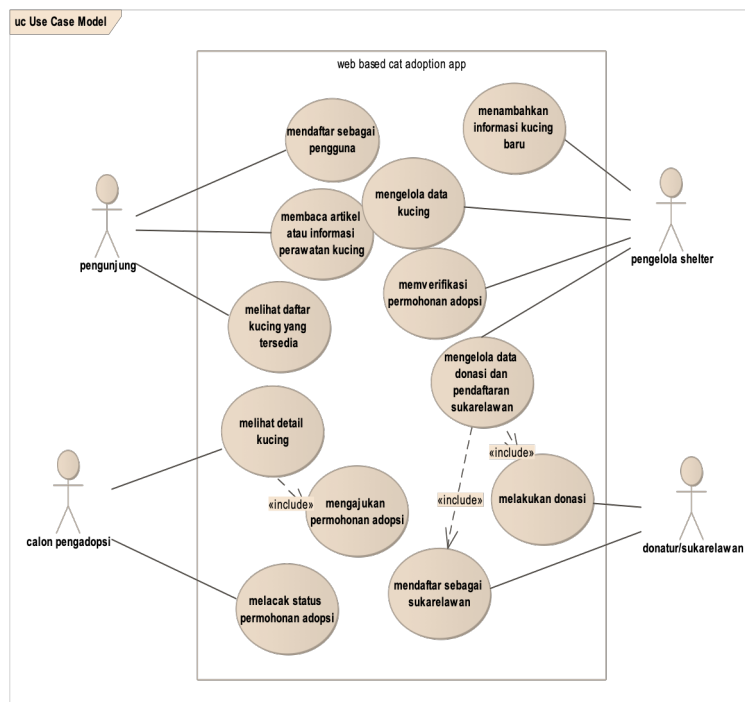 uc Use Case Model
web based cat adoption app
mendaftar sebagai
pengguna
menambahkan
informasi kucing
baru
mengelola data
kucing
membaca artikel
atau informasi
perawatan kucing
pengunjung
pengelola shelter
memverifikasi
permohonan adopsi
melihat daftar
kucing yang
tersedia
mengelola data
donasi dan
pendaftaran
sukarelawan
melihat detail
kucing
«include»
«include»
mengajukan
permohonan adopsi
«include»
melakukan donasi
calon pengadopsi
donatur/sukarelawan
mendaftar sebagai
sukarelawan
melacak status
permohonan adopsi